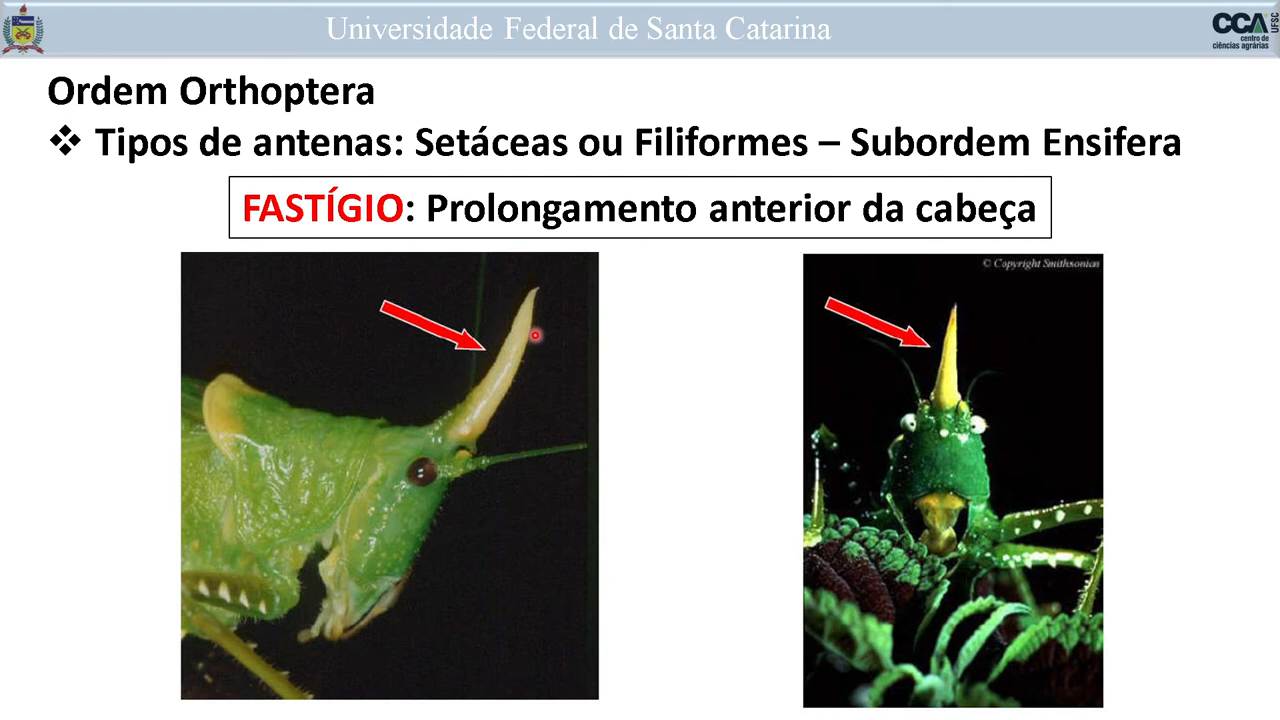 Universidade Federal de Santa Catarina
CCA
centro de
ciências agrárias
UFSC
Ordem Orthoptera
❖ Tipos de antenas: Setáceas ou Filiformes – Subordem Ensifera
FASTÍGIO: Prolongamento anterior da cabeça
© Copyright Smithsonian